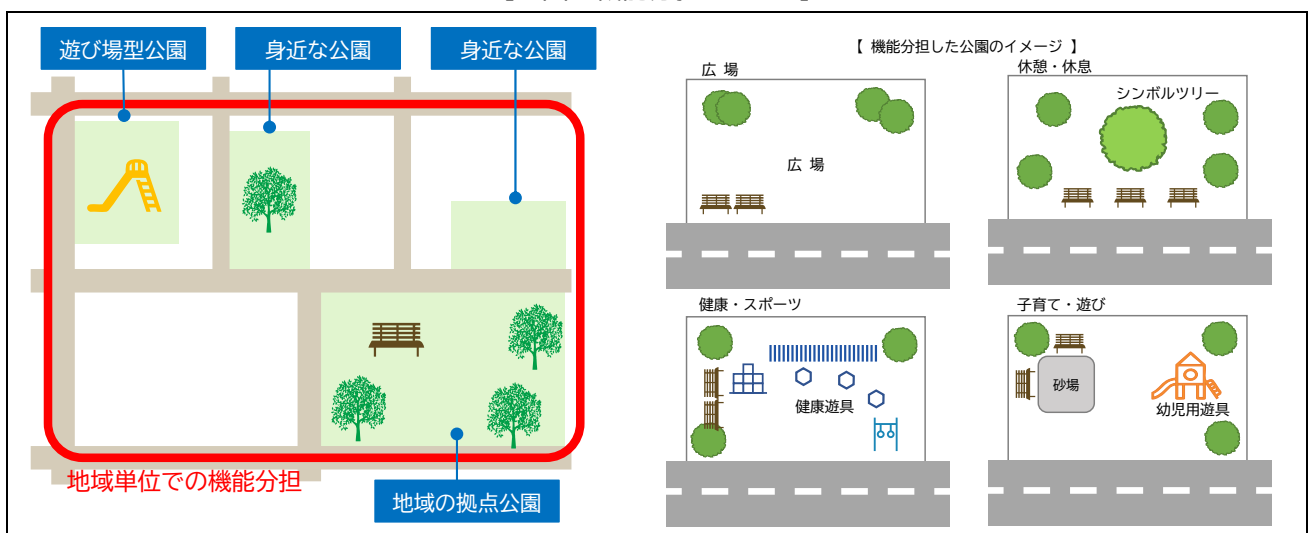 遊び場型公園
身近な公園
身近な公園
地域単位での機能分担
地域の拠点公園
【 機能分担した公園のイメージ 】
広 場
広 場
休憩・休息
シンボルツリー
健康・スポーツ
健康遊具
子育て・遊び
砂場
幼児用遊具